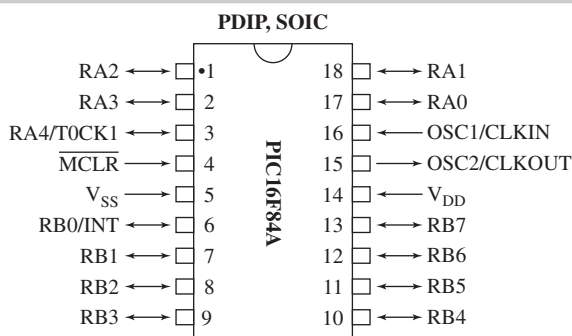 PDIP, SOIC
RA2 •1 18 RA1
RA3 2 17 RA0
RA4/T0CK1 3 16 OSC1/CLKIN
MCLR 4 15 OSC2/CLKOUT
VSS 5 14 VDD
RB0/INT 6 13 RB7
RB1 7 12 RB6
RB2 8 11 RB5
RB3 9 10 RB4
PIC16F84A